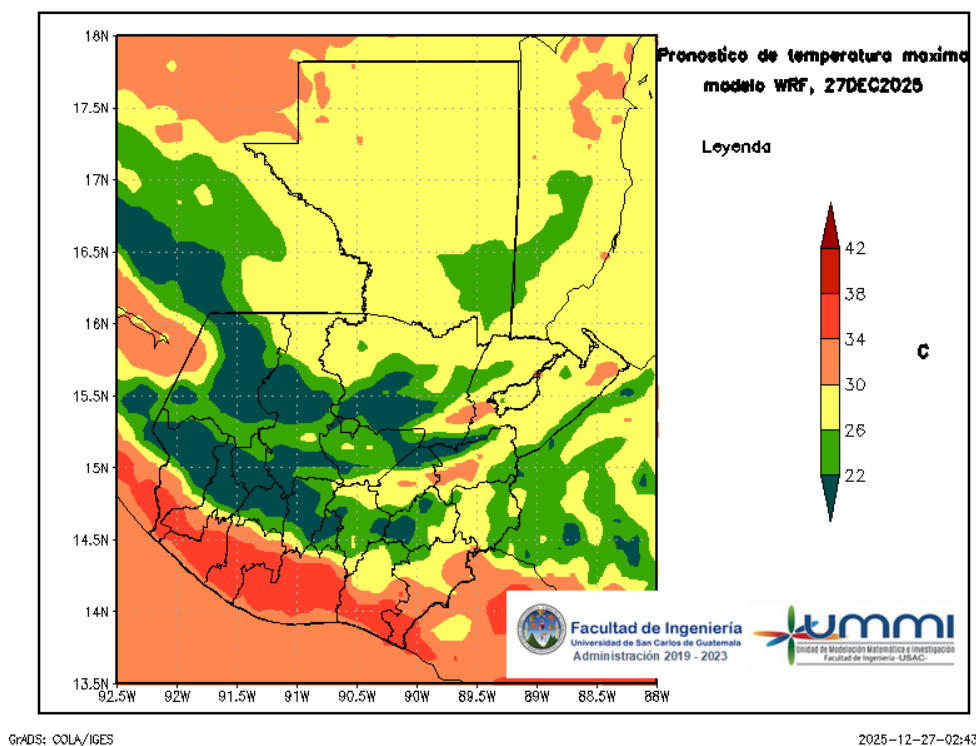 Pronostico de temperatura maxima
modelo WRF, 27DEC2025
Leyenda
42
38
34
30
26
22
C
18N
17.5N
17N
16.5N
16N
15.5N
15N
14.5N
14N
13.5N
92.5W
92W
91.5W
91W
90.5W
90W
89.5W
89W
88.5W
88W
Facultad de Ingeniería
Universidad de San Carlos de Guatemala
Administración 2019 - 2023
UMMI
Unidad de Modelación Matemática e Investigación
Facultad de Ingeniería -USAC-
GrADS: COLA/IGES
2025-12-27-02:43